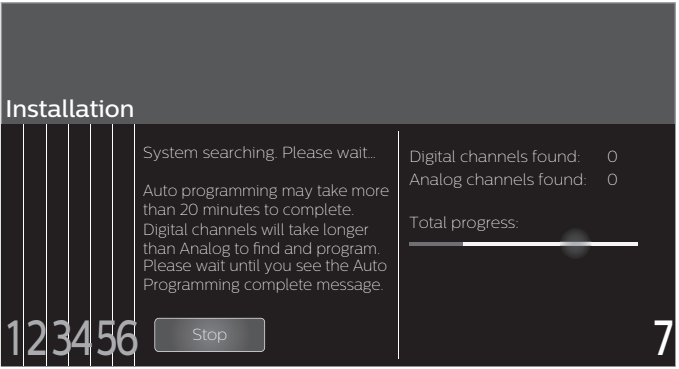 Installation
System searching. Please wait...
Auto programming may take more
than 20 minutes to complete.
Digital channels will take longer
than Analog to find and program.
Please wait until you see the Auto
Programming complete message.
Stop
Digital channels found: 0
Analog channels found: 0
Total progress:
123456
7